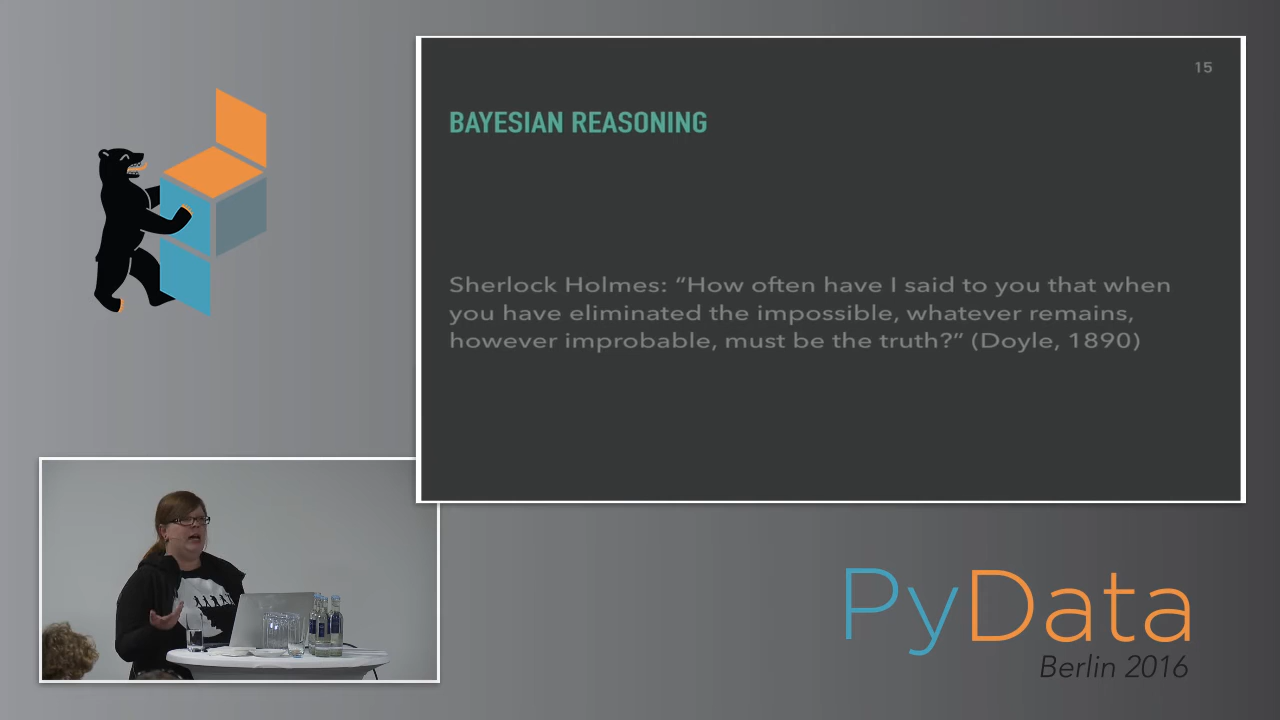 15
BAYESIAN REASONING
Sherlock Holmes: “How often have I said to you that when
you have eliminated the impossible, whatever remains,
however improbable, must be the truth?” (Doyle, 1890)
PyData
Berlin 2016